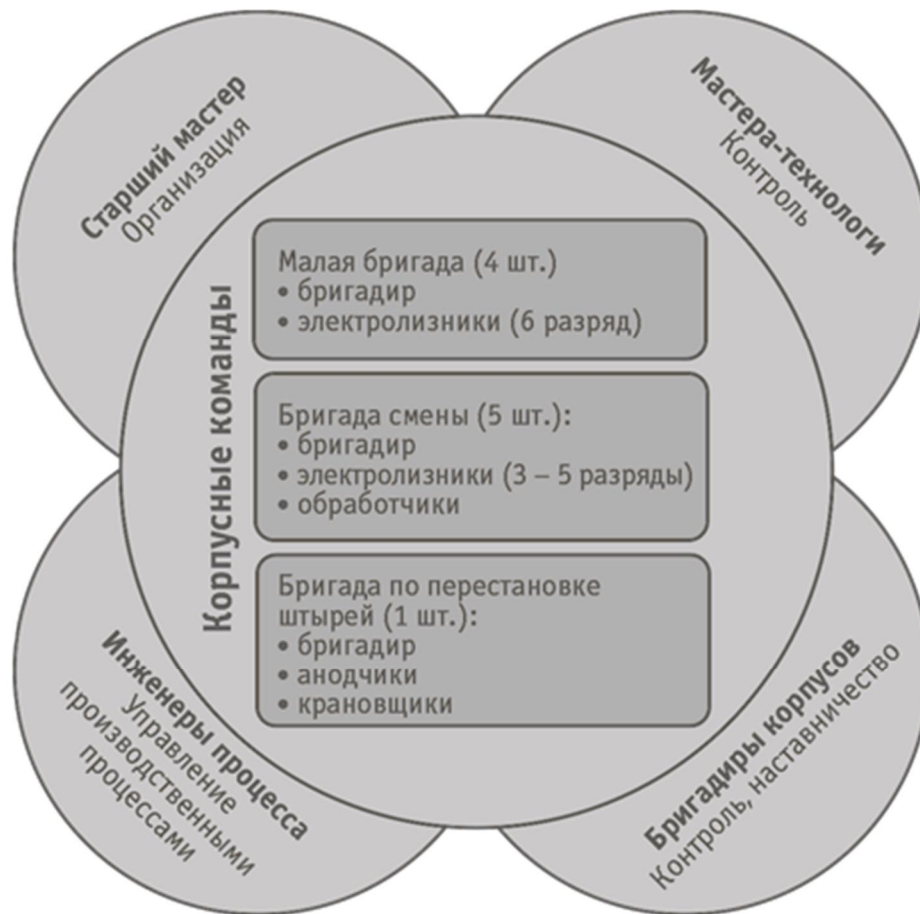 Старший мастер
Организация
Мастера-технологи
Контроль
Корпусные команды
Малая бригада (4 шт.)
• бригадир
• электролизники (6 разряд)
Бригада смены (5 шт.):
• бригадир
• электролизники (3 – 5 разряды)
• обработчики
Бригада по перестановке
штырей (1 шт.):
• бригадир
• анодчики
• крановщики
Инженеры процесса
Управление
производственными
процессами
Бригадиры корпусов
Контроль, наставничество